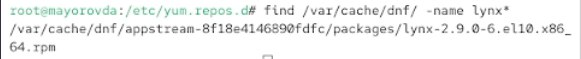 root@mayorovda:/etc/yum.repos.d# find /var/cache/dnf/ -name lynx*
/var/cache/dnf/appstream-8f18e4146890fdfc/packages/lynx-2.9.0-6.el10.x86_
64.rpm